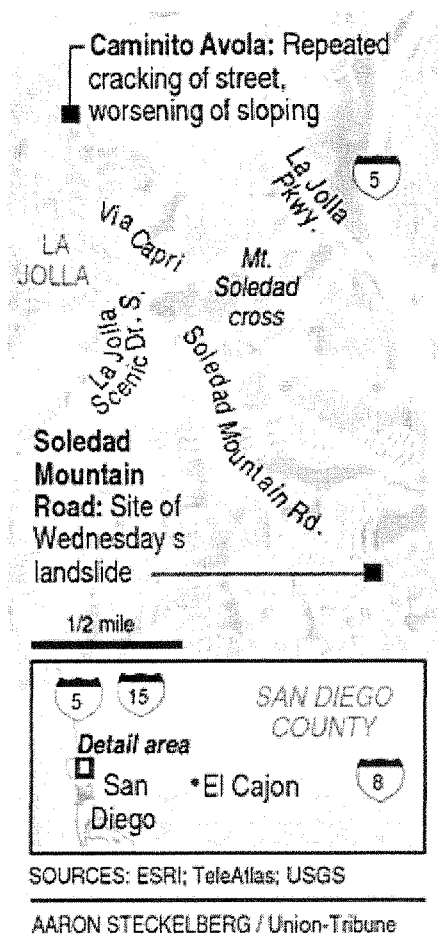 Caminito Avola: Repeated
cracking of street,
worsening of sloping
La Jolla
Pkwy.
5
Via Capri
LA
JOLLA
Mt.
Soledad
cross
La Jolla
Scenic Dr. S.
Soledad Mountain Rd.
Soledad
Mountain
Road: Site of
Wednesday s
landslide
1/2 mile
5
15
SAN DIEGO
COUNTY
Detail area
San
Diego
El Cajon
8
SOURCES: ESRI; TeleAtlas; USGS
AARON STECKELBERG / Union-Tribune